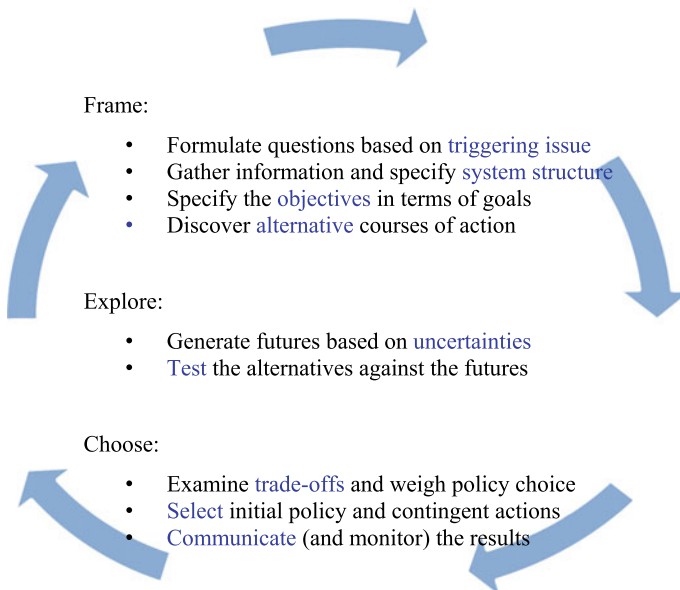 Frame:
• Formulate questions based on triggering issue
• Gather information and specify system structure
• Specify the objectives in terms of goals
• Discover alternative courses of action
Explore:
• Generate futures based on uncertainties
• Test the alternatives against the futures
Choose:
• Examine trade-offs and weigh policy choice
• Select initial policy and contingent actions
• Communicate (and monitor) the results